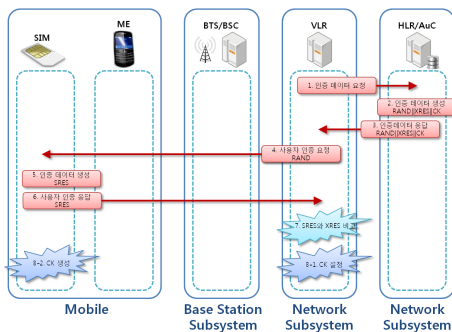 SIM
ME
BTS/BSC
VLR
HLR/AuC
1. 인증 데이터 요청
2. 인증 데이터 생성
RAND||XRES||CK
3. 인증데이터 응답
RAND||XRES||CK
4. 사용자 인증 요청
RAND
5. 인증 데이터 생성
SRES
6. 사용자 인증 응답
SRES
7. SRES와 XRES 비교
8-2. CK 생성
8-1. CK 설정
Mobile
Base Station
Subsystem
Network
Subsystem
Network
Subsystem